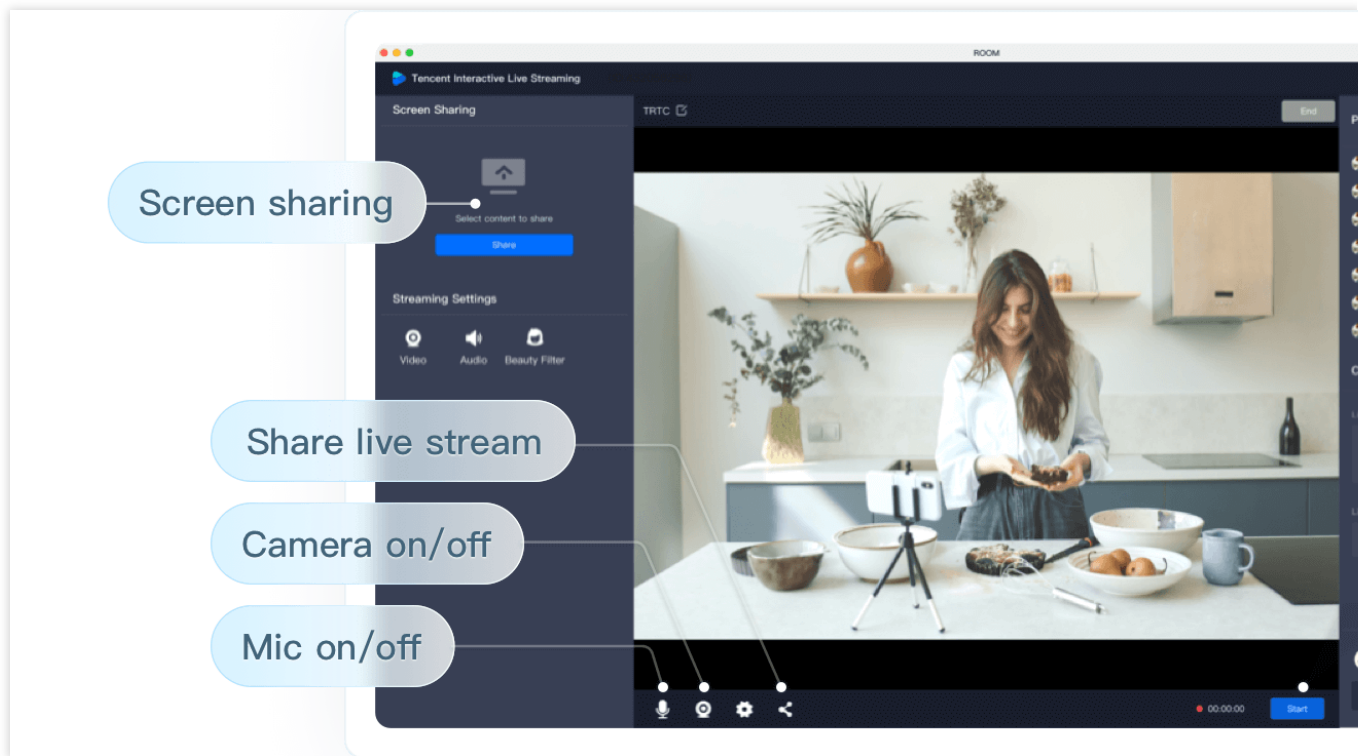 ROOM
Tencent Interactive Live Streaming
Screen Sharing
TRTC
End
Screen sharing
Select content to share
Share
Streaming Settings
Video
Audio
Beauty Filter
Share live stream
Camera on/off
Mic on/off
00:00:00
Start